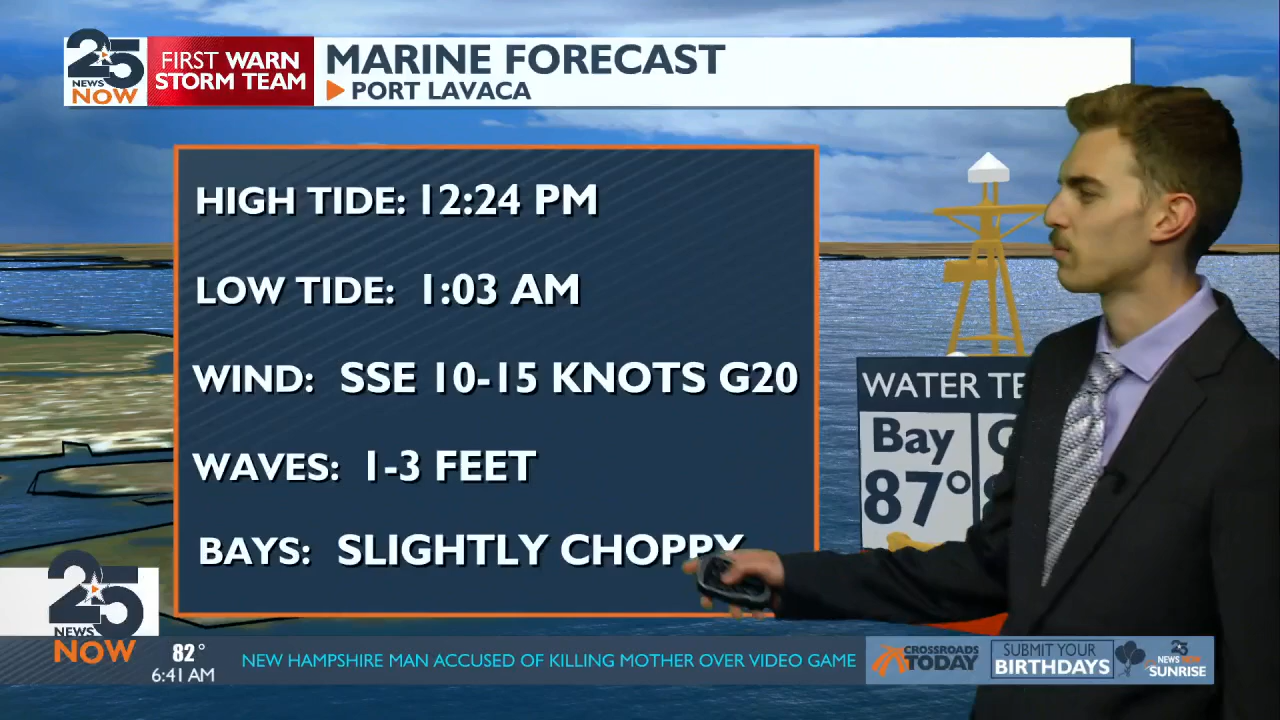 25
NEWS
NOW
FIRST WARN
STORM TEAM
MARINE FORECAST
PORT LAVACA
HIGH TIDE: 12:24 PM
LOW TIDE: 1:03 AM
WIND: SSE 10-15 KNOTS G20
WAVES: 1-3 FEET
BAYS: SLIGHTLY CHOPPY
WATER
Bay
87°
25
NEWS
NOW
82°
6:41 AM
NEW HAMPSHIRE MAN ACCUSED OF KILLING MOTHER OVER VIDEO GAME
CROSSROADS
TODAY
SUBMIT YOUR
BIRTHDAYS
25
NEWS NOW
SUNRISE